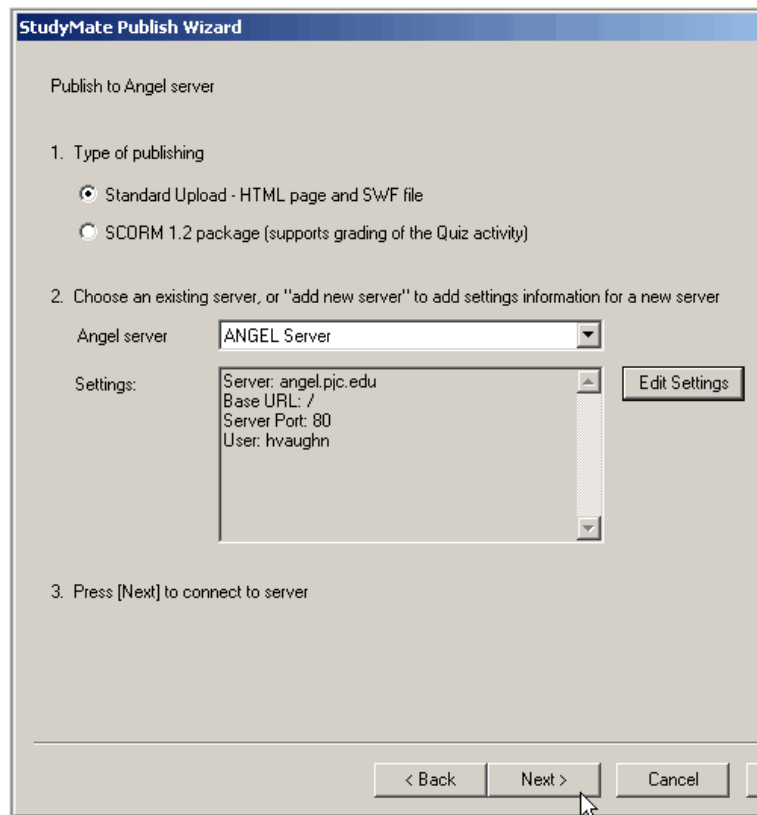 StudyMate Publish Wizard
Publish to Angel server
1. Type of publishing
Standard Upload - HTML page and SWF file
SCORM 1.2 package (supports grading of the Quiz activity)
2. Choose an existing server, or "add new server" to add settings information for a new server
Angel server ANGEL Server
Settings: Server: angel.pjc.edu Edit Settings
Base URL: /
Server Port: 80
User: hvaughn
3. Press [Next] to connect to server
< Back Next > Cancel